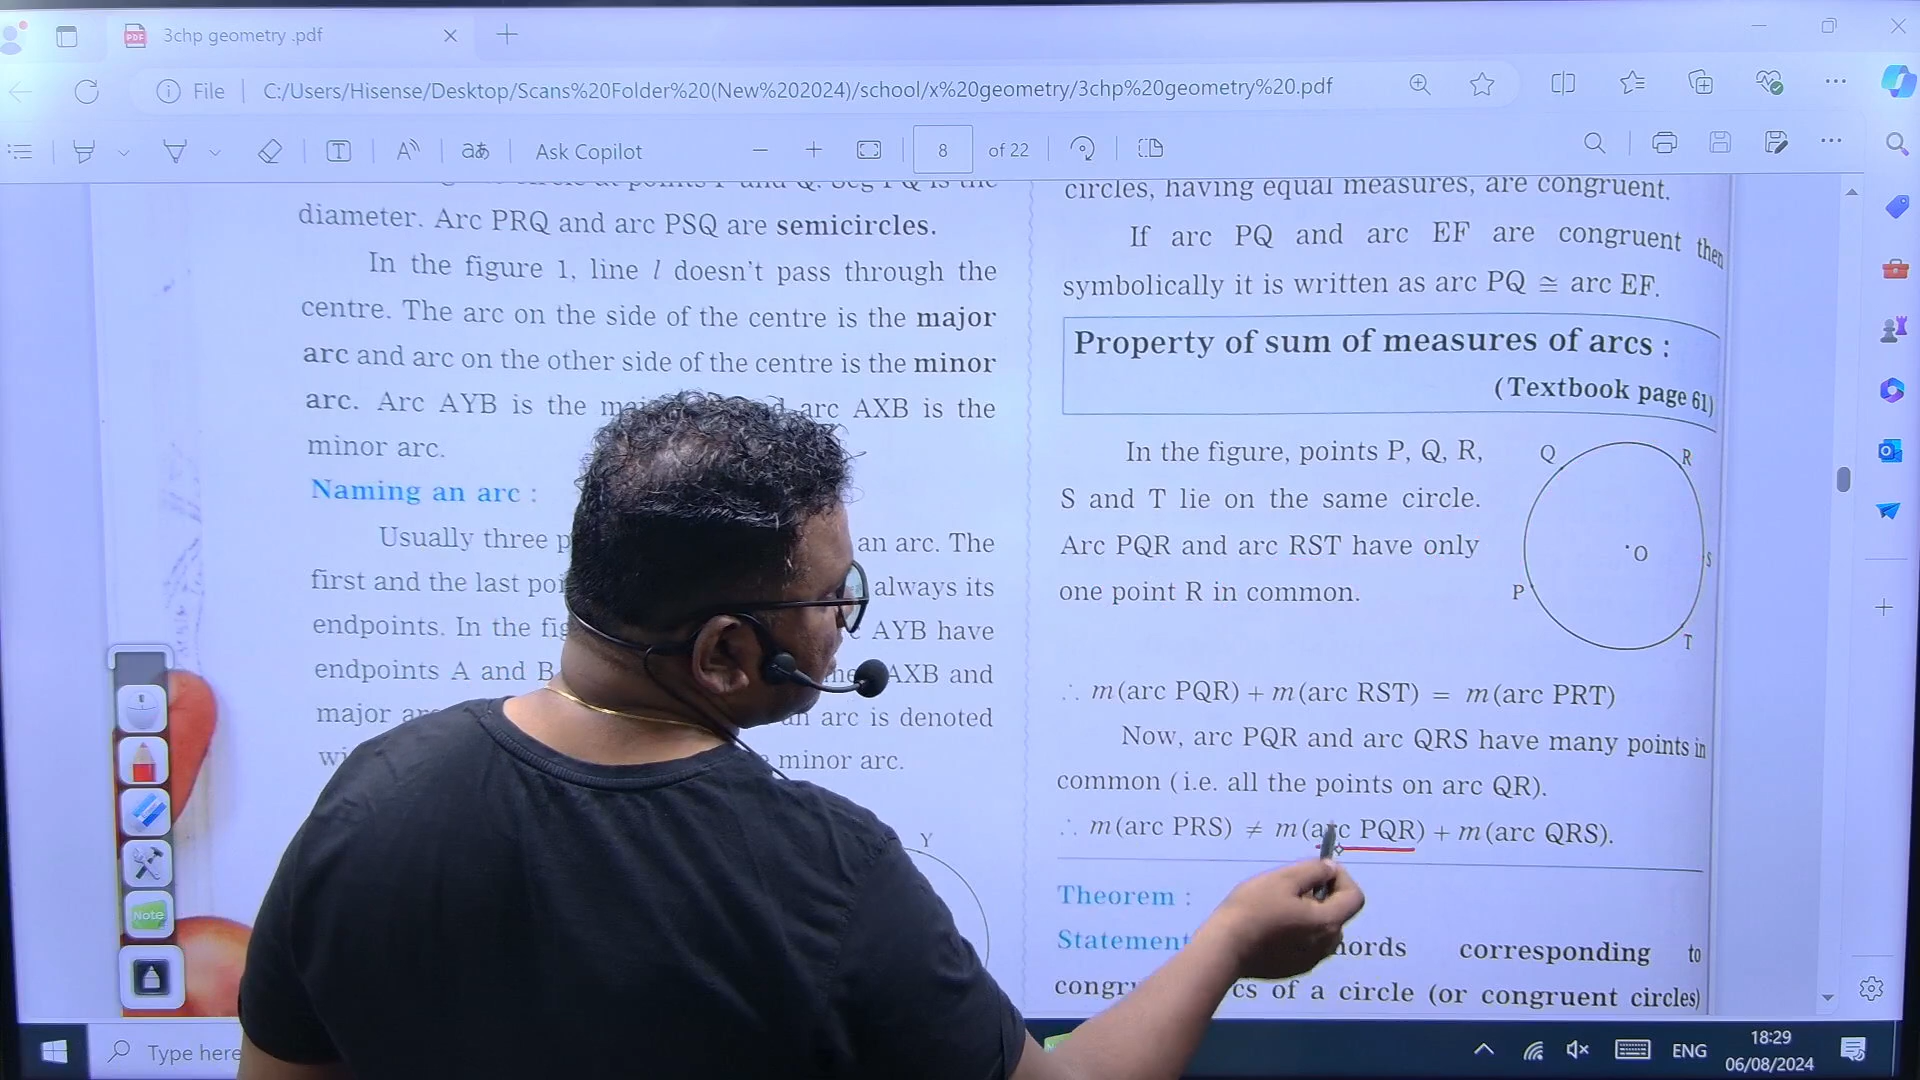 3chp geometry .pdf
File
C:/Users/Hisense/Desktop/Scans%20Folder%20(New%202024)/school/x%20geometry/3chp%20geometry%20.pdf
Ask Copilot
8 of 22
diameter. Arc PRQ and arc PSQ are semicircles.
In the figure 1, line l doesn't pass through the
centre. The arc on the side of the centre is the major
arc and arc on the other side of the centre is the minor
arc. Arc AYB is the arc AXB is the
minor arc.
Naming an arc :
Usually three an arc. The
first and the last always its
endpoints. In the AYB have
endpoints A and B AXB and
major arc is denoted
minor arc.
Y
circles, having equal measures, are congruent.
If arc PQ and arc EF are congruent then
symbolically it is written as arc PQ ≅ arc EF.
Property of sum of measures of arcs :
(Textbook page 61)
In the figure, points P, Q, R,
S and T lie on the same circle.
Arc PQR and arc RST have only
one point R in common.
Q
R
O
S
P
T
∴ m(arc PQR) + m(arc RST) = m(arc PRT)
Now, arc PQR and arc QRS have many points in
common (i.e. all the points on arc QR).
∴ m(arc PRS) ≠ m(arc PQR) + m(arc QRS).
Theorem :
Statement corresponding to
of a circle (or congruent circles)
Note
Type here
ENG
18:29
06/08/2024